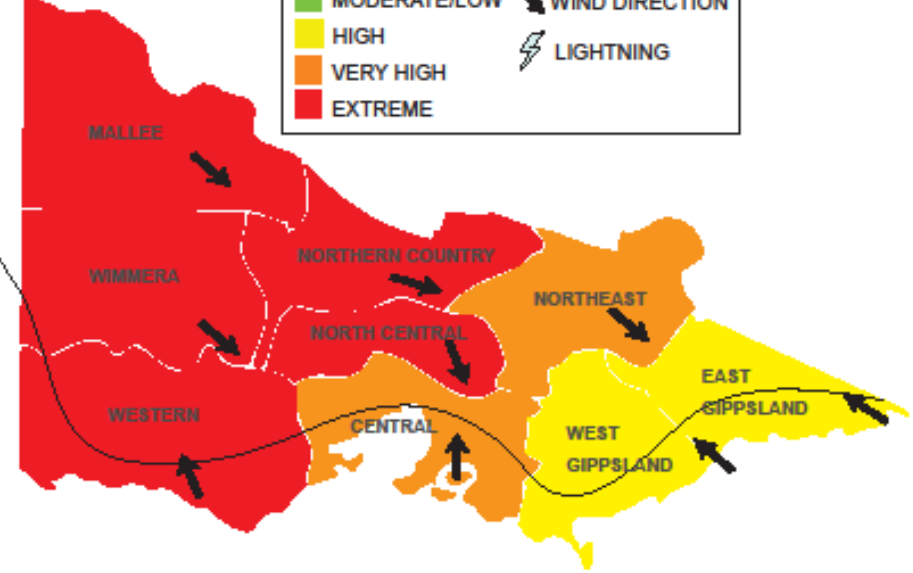 MODERATE/LOW
WIND DIRECTION
HIGH
LIGHTNING
VERY HIGH
EXTREME
MALLEE
NORTHERN COUNTRY
WIMMERA
NORTHEAST
NORTH CENTRAL
EAST
GIPPSLAND
WESTERN
CENTRAL
WEST
GIPPSLAND